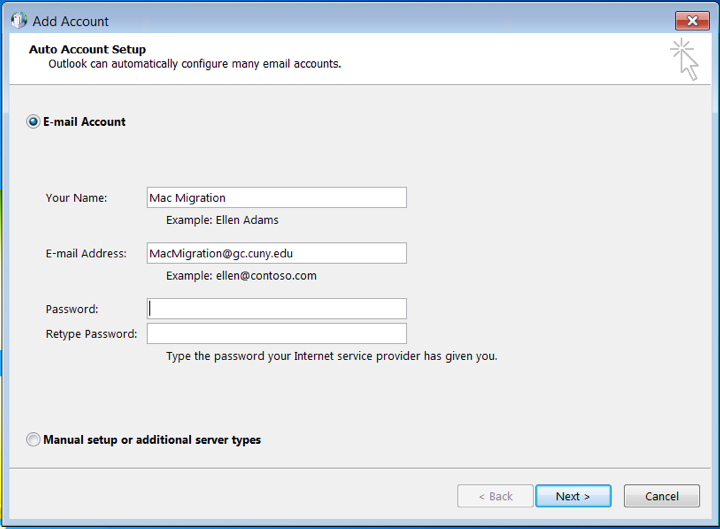 Add Account
Auto Account Setup
Outlook can automatically configure many email accounts.
E-mail Account
Your Name: Mac Migration
Example: Ellen Adams
E-mail Address: MacMigration@gc.cuny.edu
Example: ellen@contoso.com
Password:
Retype Password:
Type the password your Internet service provider has given you.
Manual setup or additional server types
< Back Next > Cancel